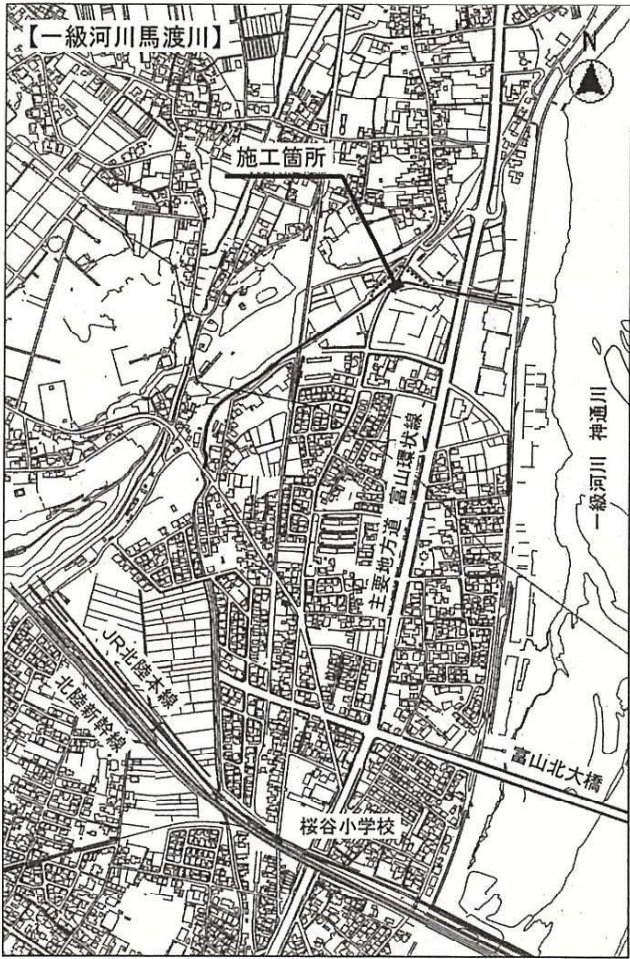 【一級河川馬渡川】
N
施工箇所
一級河川 神通川
主要地方道 富山環状線
JR北陸本線
北陸新幹線
富山北大橋
桜谷小学校